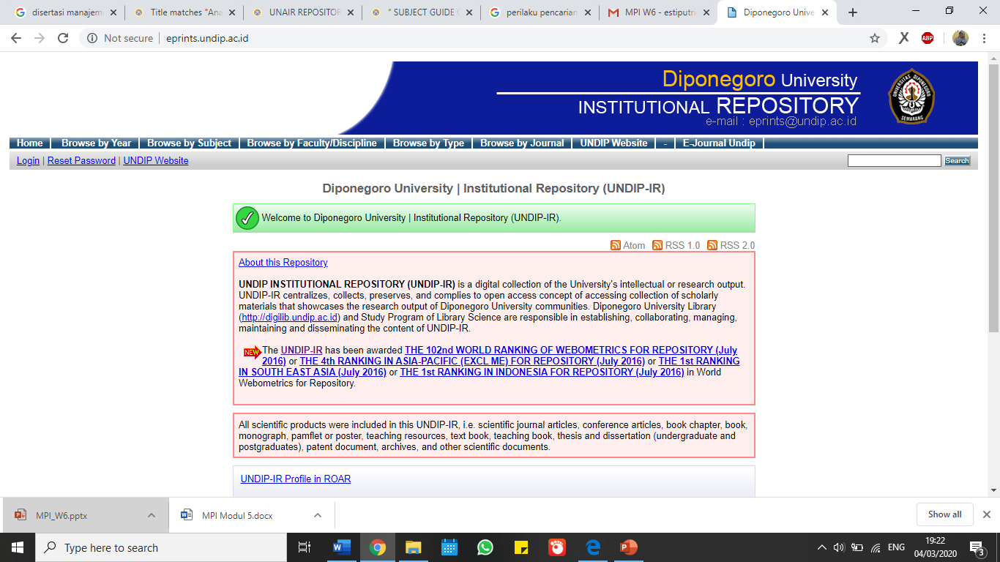 disertasi manajem
Title matches "Ana
UNAIR REPOSITOR
" SUBJECT GUIDE
perilaku pencarian
MPI W6 - estiputri
Diponegoro Unive
Not secure eprints.undip.ac.id
ABP
Diponegoro University
INSTITUTIONAL REPOSITORY
e-mail : eprints@undip.ac.id
UNIVERSITAS DIPONEGORO
SEMARANG
Home Browse by Year Browse by Subject Browse by Faculty/Discipline Browse by Type Browse by Journal UNDIP Website - E-Journal Undip
Login | Reset Password | UNDIP Website
Search
Diponegoro University | Institutional Repository (UNDIP-IR)
Welcome to Diponegoro University | Institutional Repository (UNDIP-IR).
Atom RSS 1.0 RSS 2.0
About this Repository
UNDIP INSTITUTIONAL REPOSITORY (UNDIP-IR) is a digital collection of the University's intellectual or research output.
UNDIP-IR centralizes, collects, preserves, and complies to open access concept of accessing collection of scholarly
materials that showcases the research output of Diponegoro University communities. Diponegoro University Library
(http://digilib.undip.ac.id) and Study Program of Library Science are responsible in establishing, collaborating, managing,
maintaining and disseminating the content of UNDIP-IR.
NEW The UNDIP-IR has been awarded THE 102nd WORLD RANKING OF WEBOMETRICS FOR REPOSITORY (July
2016) or THE 4th RANKING IN ASIA-PACIFIC (EXCL ME) FOR REPOSITORY (July 2016) or THE 1st RANKING
IN SOUTH EAST ASIA (July 2016) or THE 1st RANKING IN INDONESIA FOR REPOSITORY (July 2016) in World
Webometrics for Repository.
All scientific products were included in this UNDIP-IR, i.e. scientific journal articles, conference articles, book chapter, book,
monograph, pamflet or poster, teaching resources, text book, teaching book, thesis and dissertation (undergraduate and
postgraduates), patent document, archives, and other scientific documents.
UNDIP-IR Profile in ROAR
MPI_W6.pptx
MPI Modul 5.docx
Show all
Type here to search
ENG
19:22
04/03/2020
3